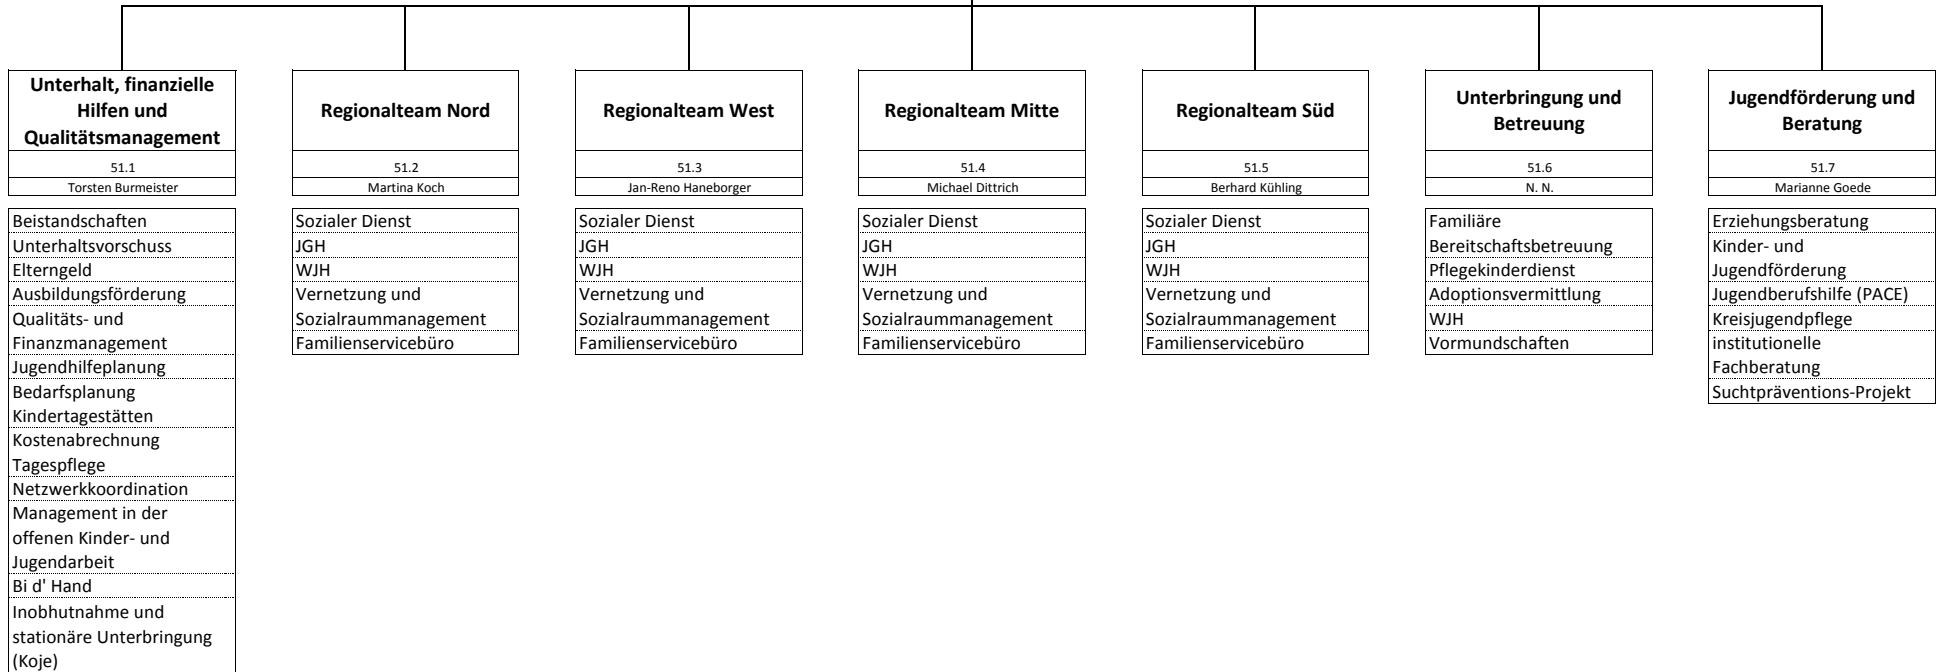 Unterhalt, finanzielle
Hilfen und
Qualitätsmanagement
51.1
Torsten Burmeister
Beistandschaften
Unterhaltsvorschuss
Elterngeld
Ausbildungsförderung
Qualitäts- und
Finanzmanagement
Jugendhilfeplanung
Bedarfsplanung
Kindertagestätten
Kostenabrechnung
Tagespflege
Netzwerkkoordination
Management in der
offenen Kinder- und
Jugendarbeit
Bi d' Hand
Inobhutnahme und
stationäre Unterbringung
(Koje)
Regionalteam Nord
51.2
Martina Koch
Sozialer Dienst
JGH
WJH
Vernetzung und
Sozialraummanagement
Familienservicebüro
Regionalteam West
51.3
Jan-Reno Haneborger
Sozialer Dienst
JGH
WJH
Vernetzung und
Sozialraummanagement
Familienservicebüro
Regionalteam Mitte
51.4
Michael Dittrich
Sozialer Dienst
JGH
WJH
Vernetzung und
Sozialraummanagement
Familienservicebüro
Regionalteam Süd
51.5
Berhard Kühling
Sozialer Dienst
JGH
WJH
Vernetzung und
Sozialraummanagement
Familienservicebüro
Unterbringung und
Betreuung
51.6
N. N.
Familiäre
Bereitschaftsbetreuung
Pflegekinderdienst
Adoptionsvermittlung
WJH
Vormundschaften
Jugendförderung und
Beratung
51.7
Marianne Goede
Erziehungsberatung
Kinder- und
Jugendförderung
Jugendberufshilfe (PACE)
Kreisjugendpflege
institutionelle
Fachberatung
Suchtpräventions-Projekt